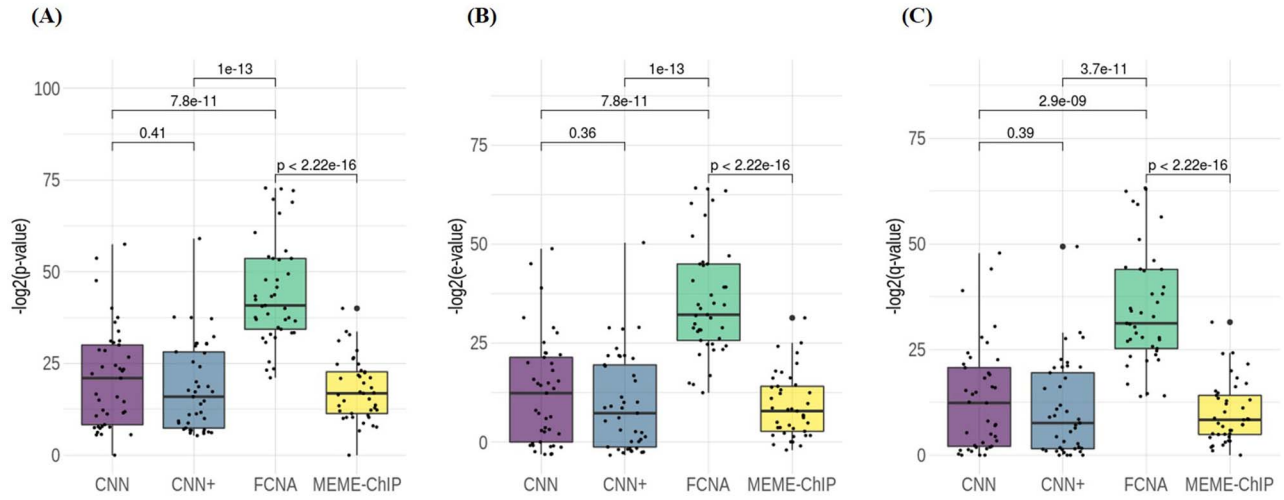 (A)
1e-13
7.8e-11
0.41
p < 2.22e-16
100
75
50
25
0
-log2(p-value)
CNN CNN+ FCNA MEME-ChIP
(B)
1e-13
7.8e-11
0.36
p < 2.22e-16
75
50
25
0
-log2(e-value)
CNN CNN+ FCNA MEME-ChIP
(C)
3.7e-11
2.9e-09
0.39
p < 2.22e-16
75
50
25
0
-log2(q-value)
CNN CNN+ FCNA MEME-ChIP